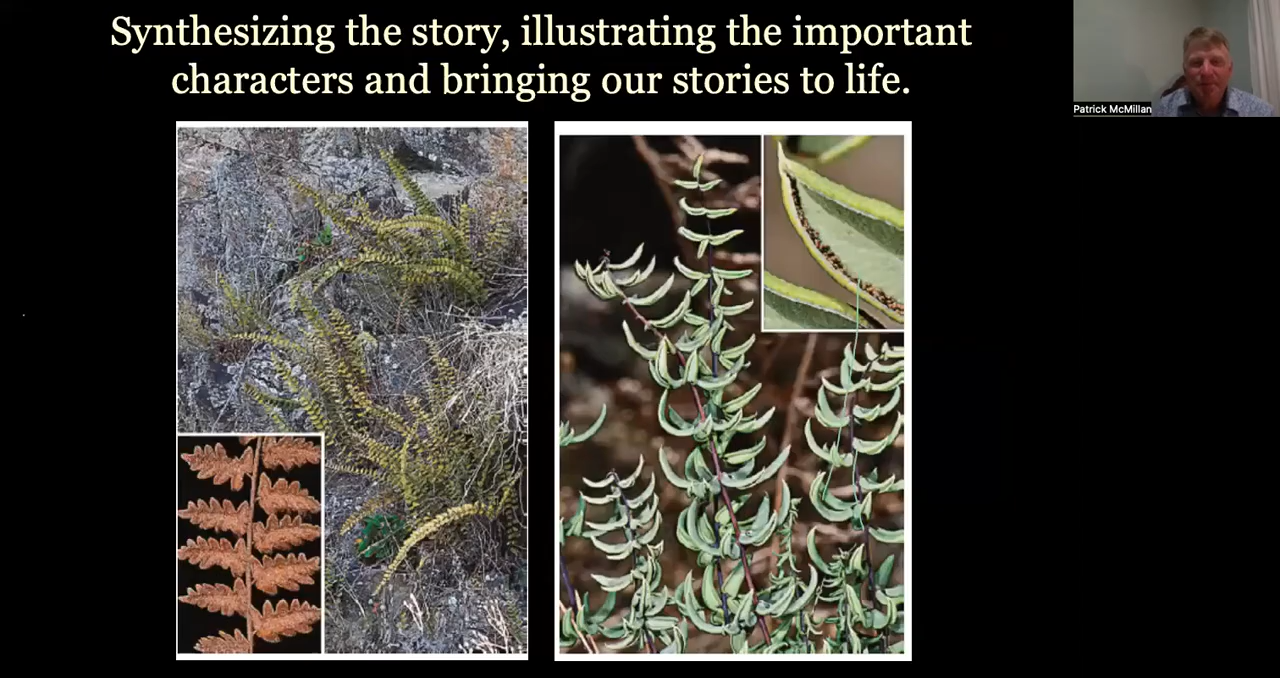 Synthesizing the story, illustrating the important
characters and bringing our stories to life.
Patrick McMillan